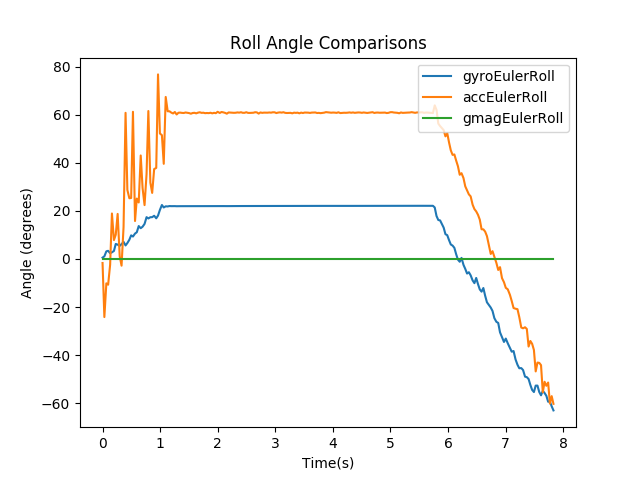 Roll Angle Comparisons
gyroEulerRoll
accEulerRoll
gmagEulerRoll
Angle (degrees)
80
60
40
20
0
−20
−40
−60
0 1 2 3 4 5 6 7 8
Time(s)